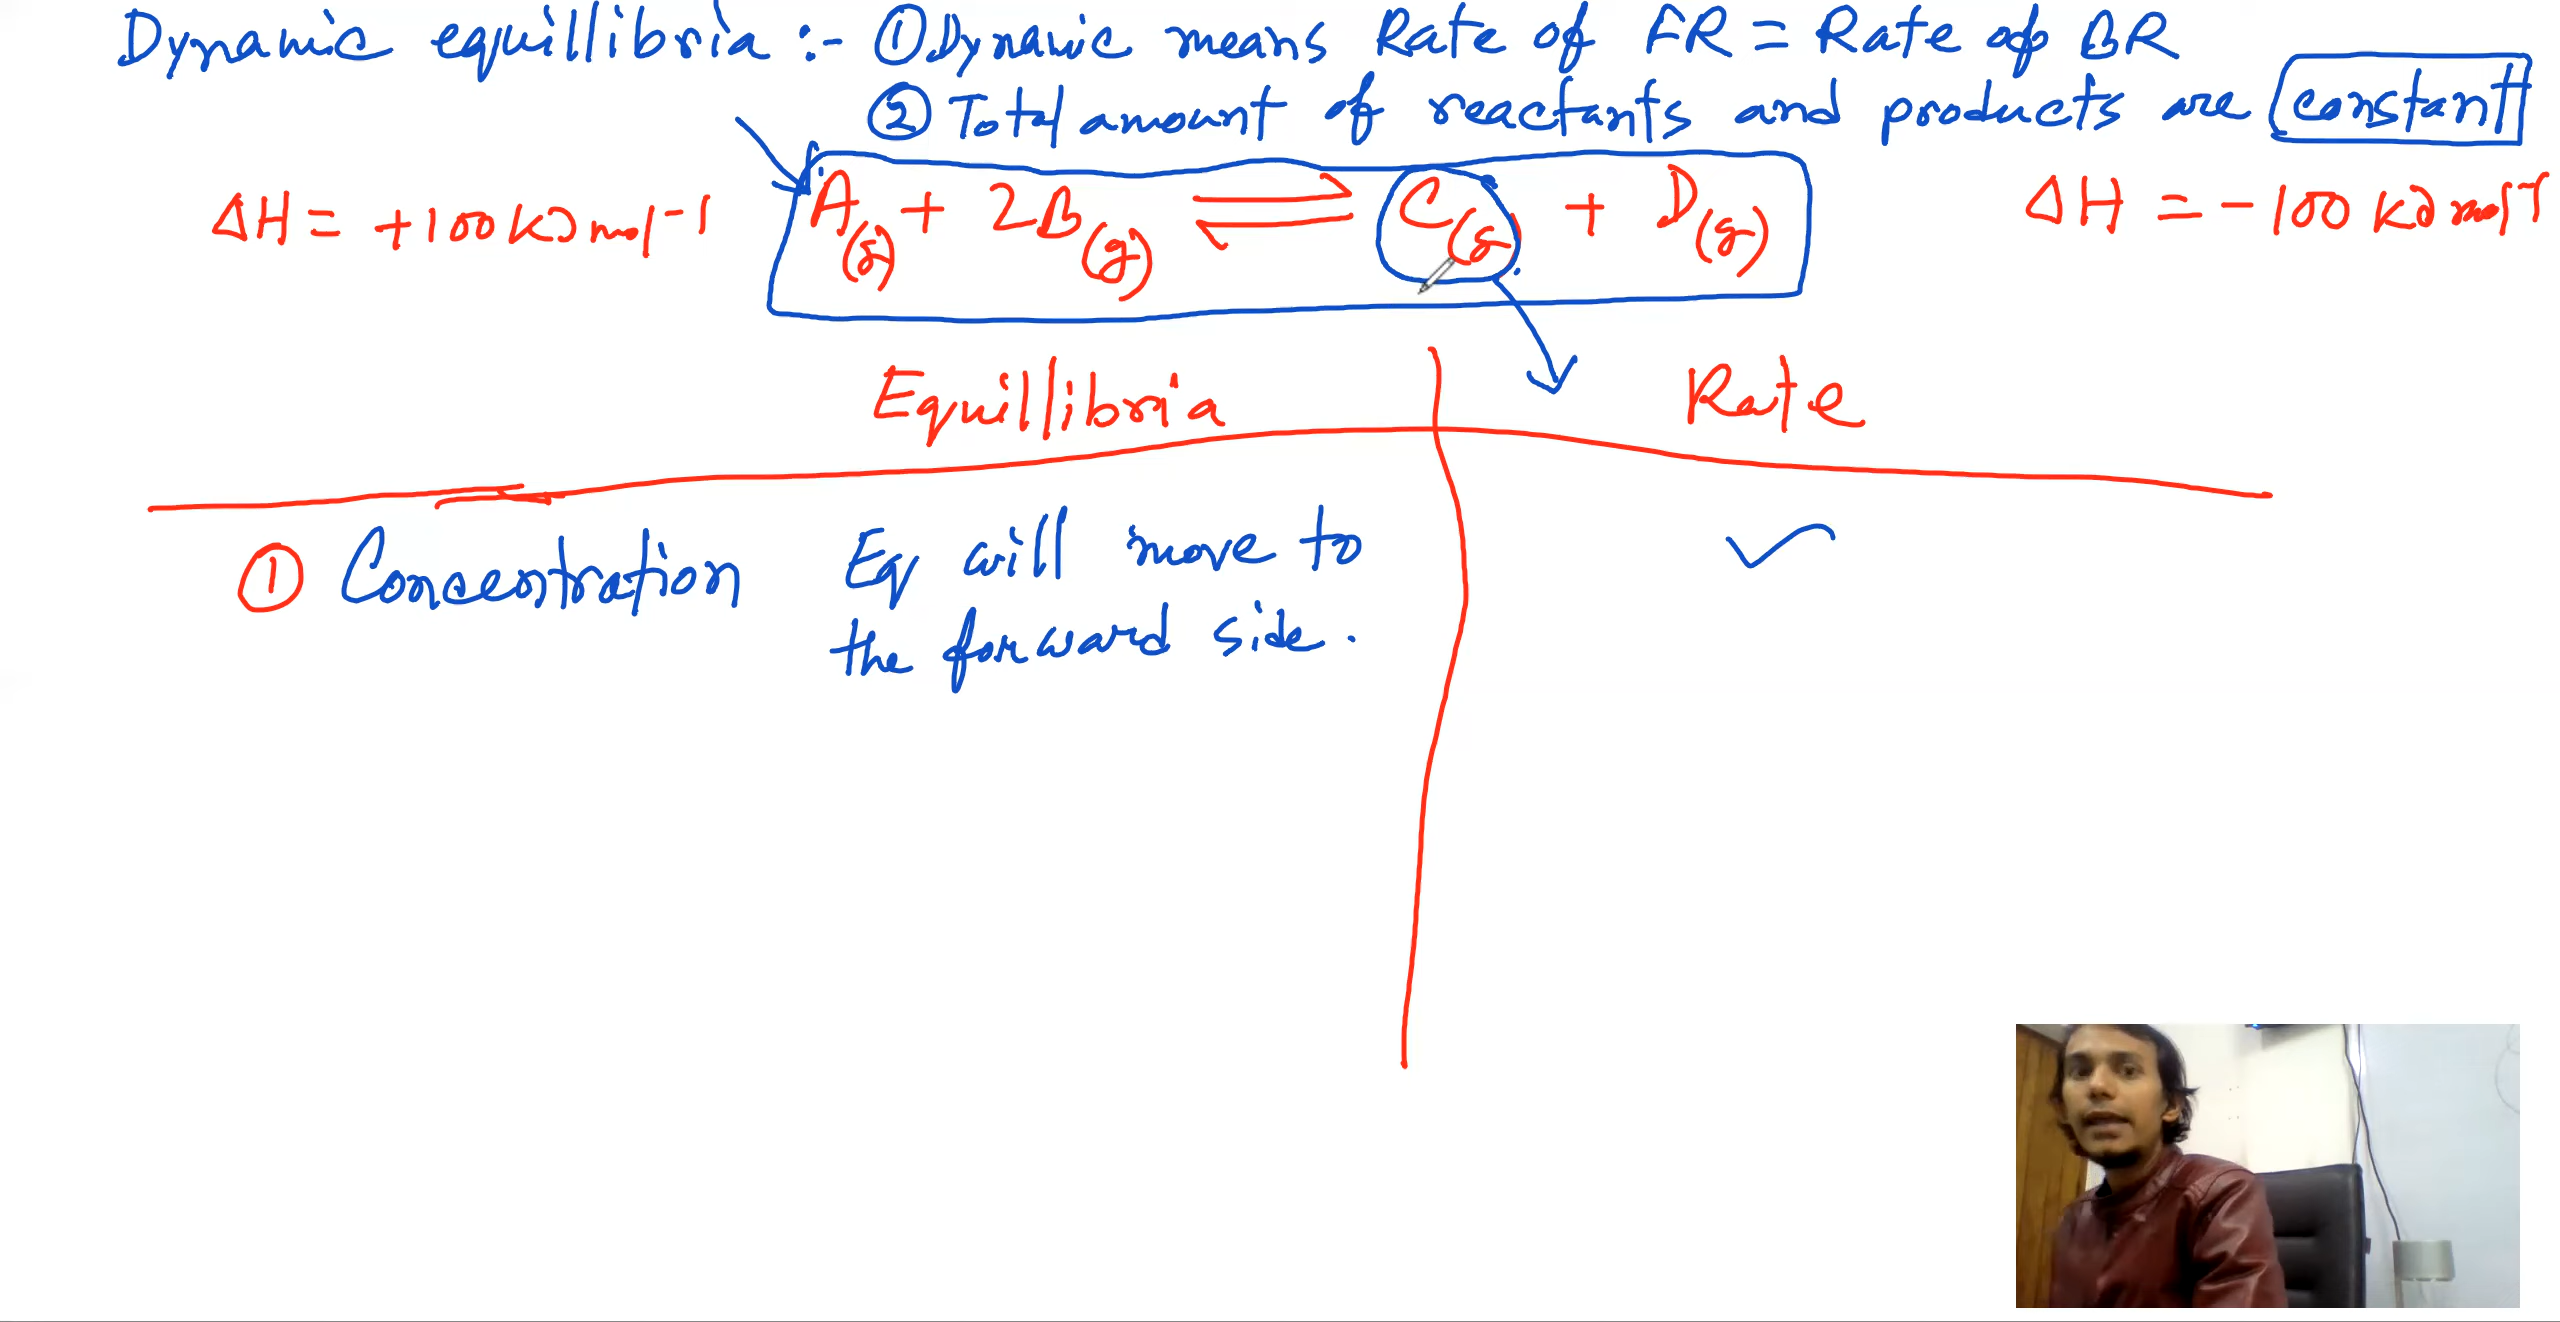 Dynamic equillibria :- ① Dynamic means Rate of FR = Rate of BR
② Total amount of reactants and products are constant
ΔH = +100 kJ mol-1 A(g) + 2B(g) ⇌ C(g) + D(g) ΔH = -100 kJ mol-1
Equillibria Rate
① Concentration Eq will move to ✓
the forward side.